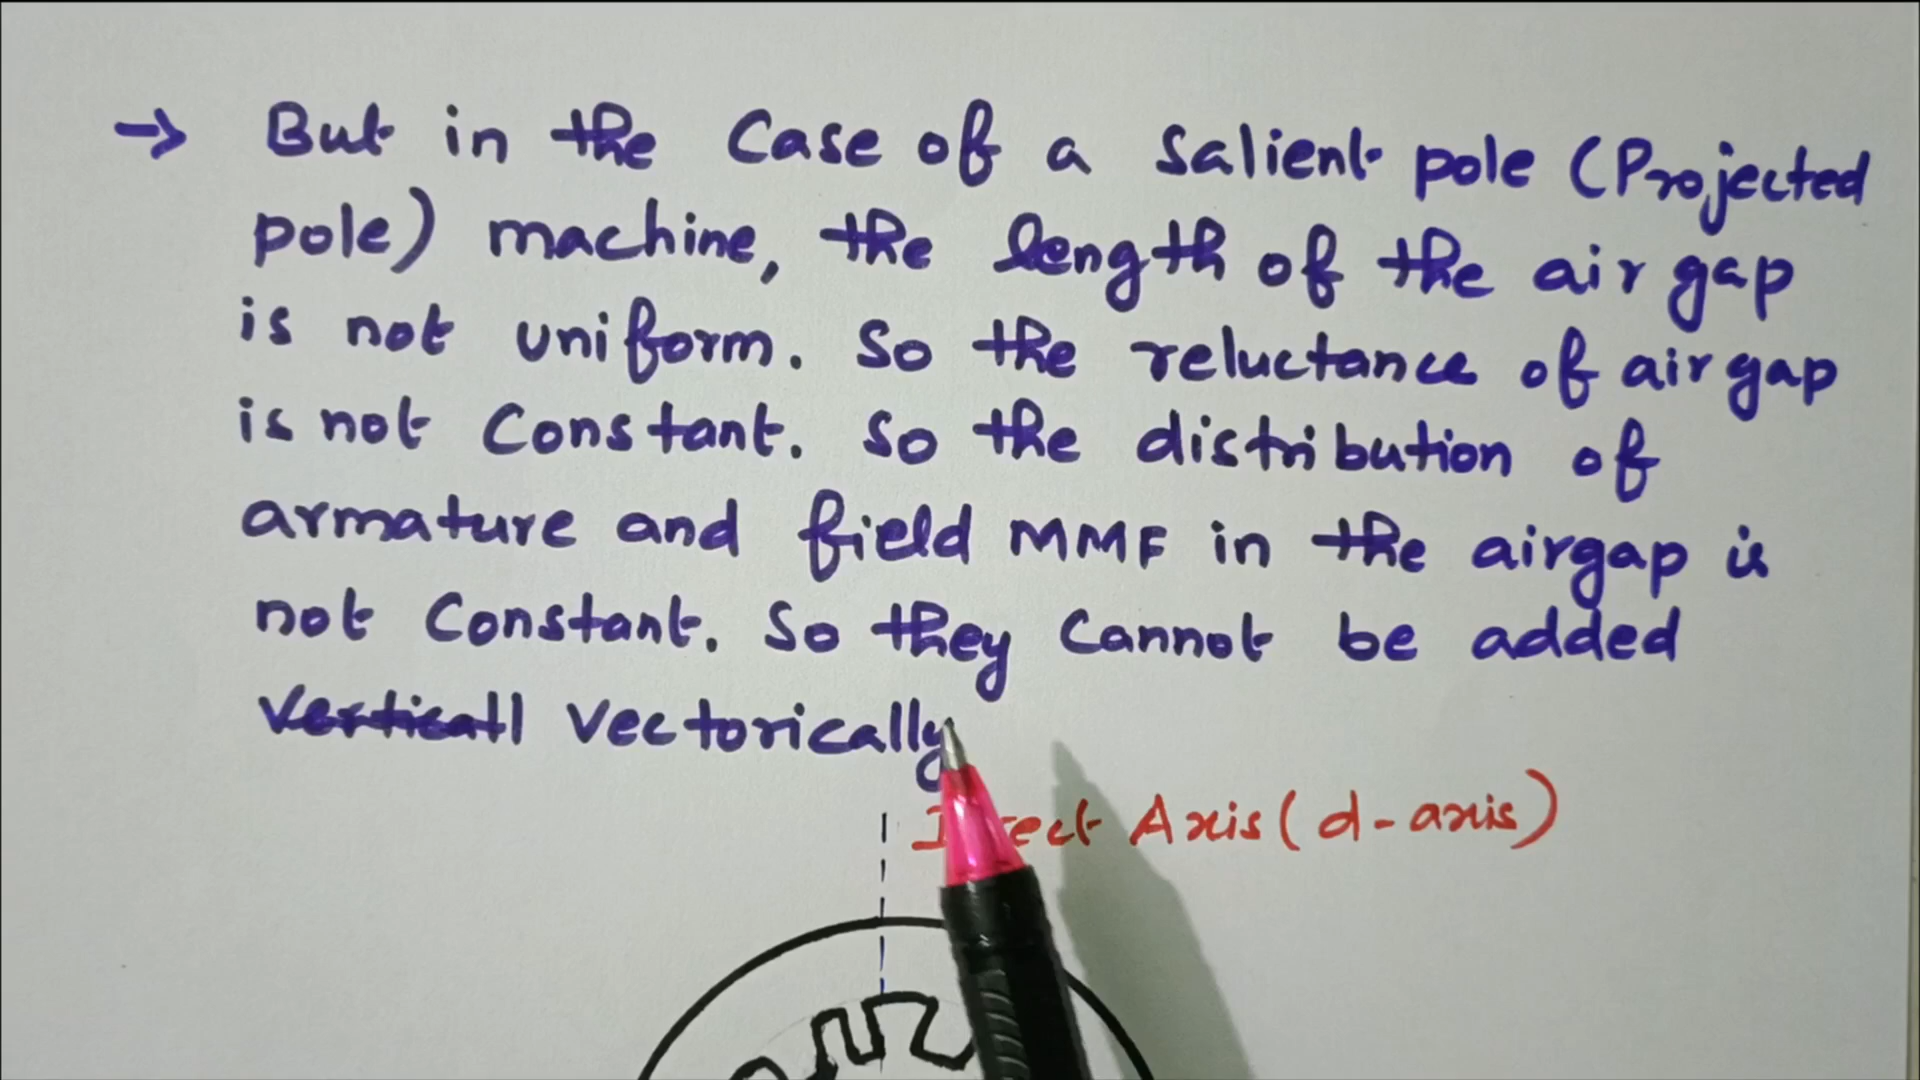 → But in the Case of a Salient pole (Projected
pole) machine, the length of the air gap
is not uniform. So the reluctance of air gap
is not Constant. So the distribution of
armature and field MMF in the airgap is
not Constant. So they Cannot be added
Verticall Vectorically
Axis (d-axis)